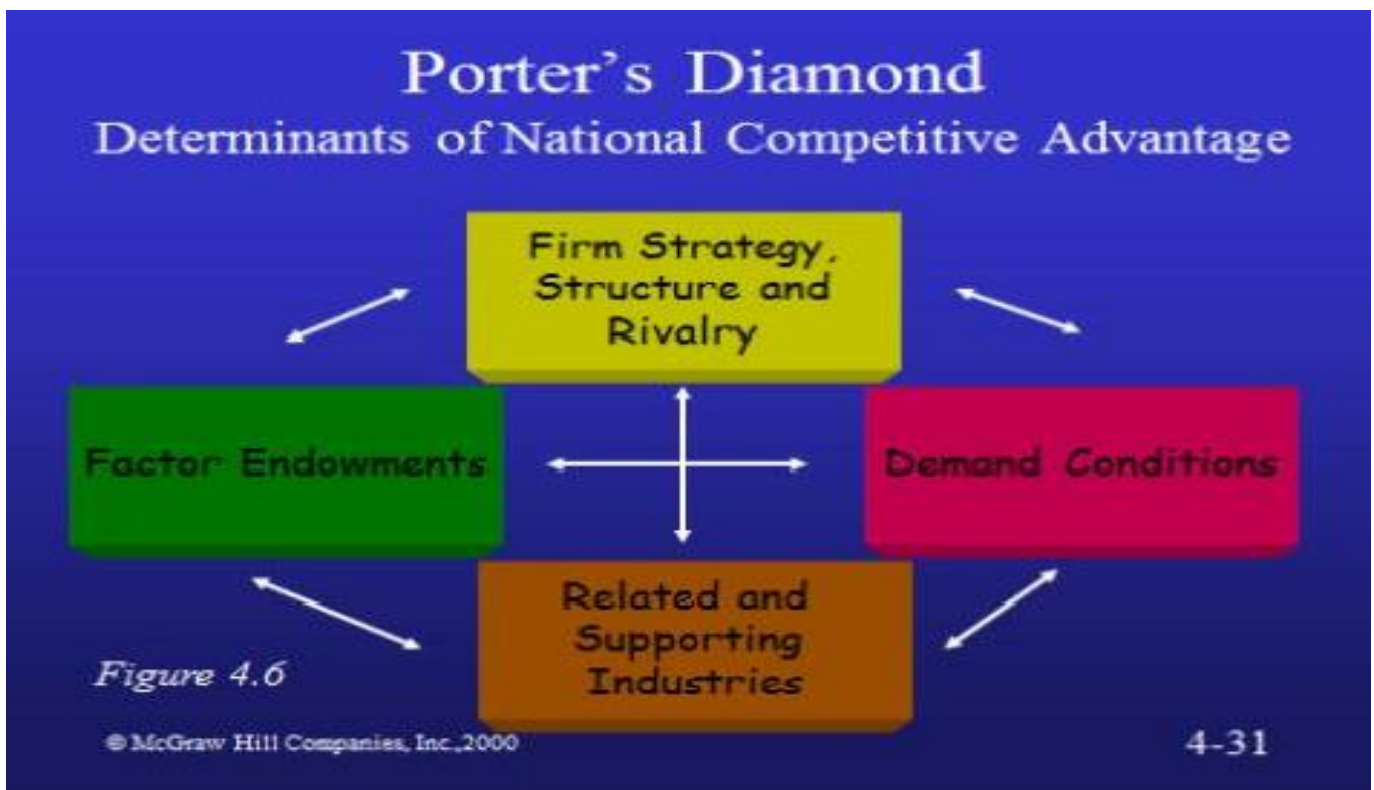 Porter's Diamond
Determinants of National Competitive Advantage
Firm Strategy,
Structure and
Rivalry
Factor Endowments
Demand Conditions
Related and
Supporting
Industries
Figure 4.6
© McGraw Hill Companies, Inc.,2000
4-31